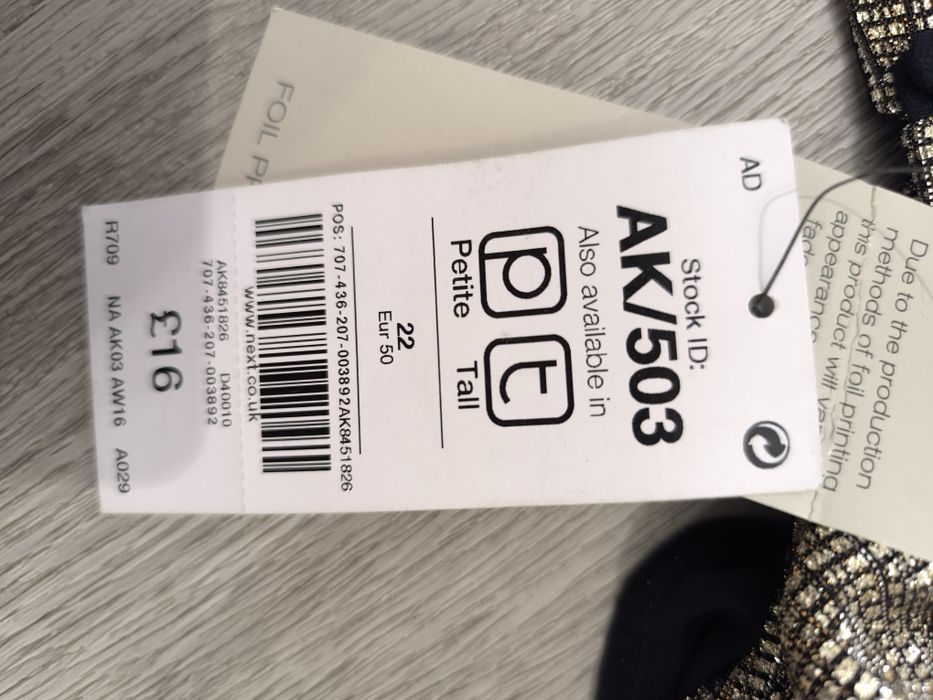 AD
Stock ID:
AK/503
Also available in
p t
Petite Tall
22
Eur 50
POS: 707-436-207-003892AK8451826
www.next.co.uk
AK8451826 D40010
707-436-207-003892
£16
R709 NA AK03 AW16 A029
FOIL
Due to the production
methods of foil printing
this product will
appearance